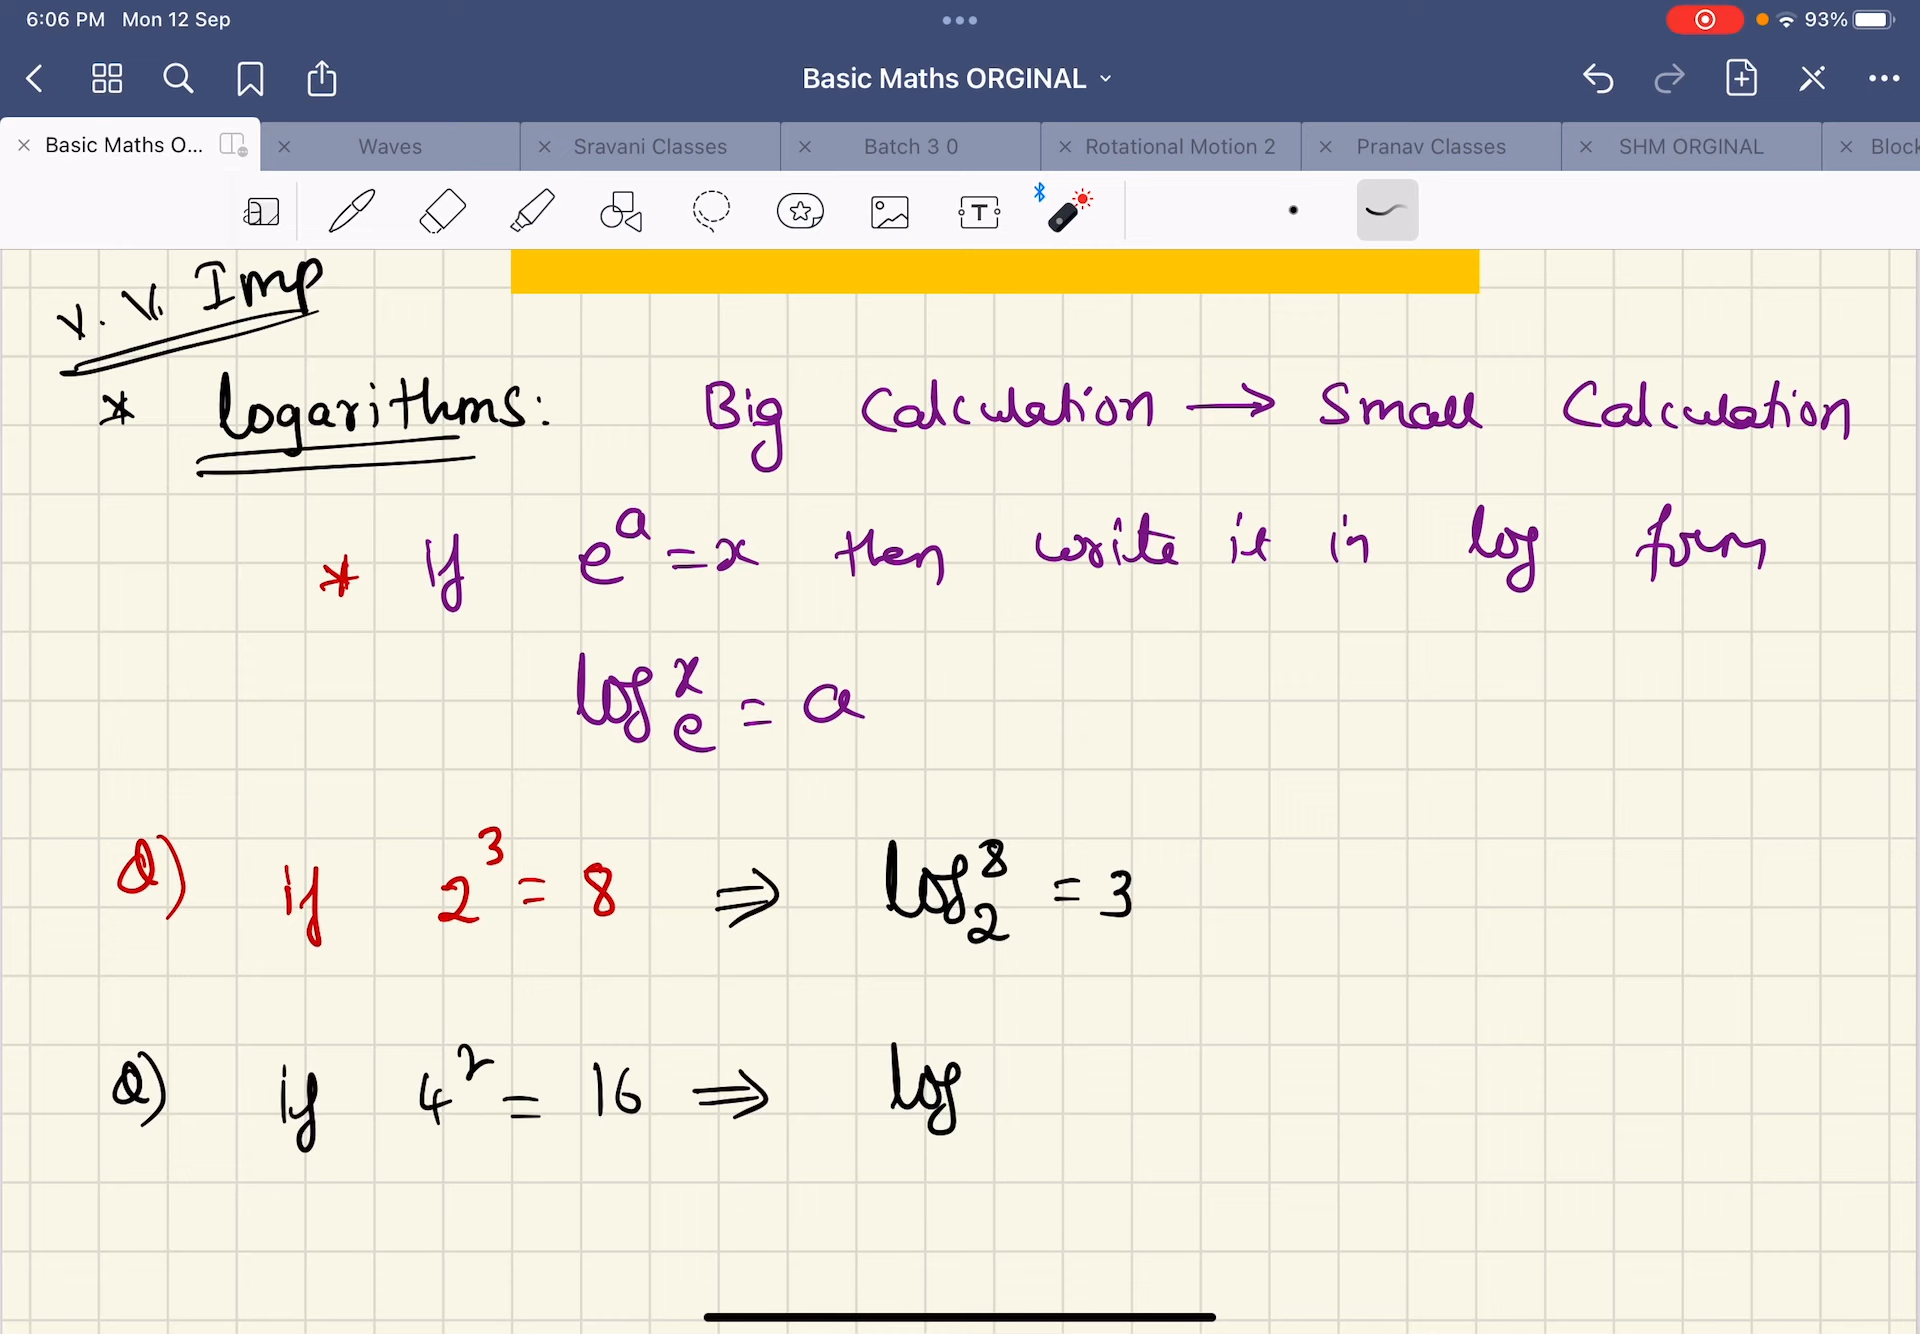 6:06 PM Mon 12 Sep
93%
Basic Maths ORGINAL
Basic Maths O...
Waves
Sravani Classes
Batch 3 0
Rotational Motion 2
Pranav Classes
SHM ORGINAL
Block
V. V. Imp
* Logarithms: Big Calculation → Small Calculation
* if e^a = x then write it in log form
log_e^x = a
Q) if 2^3 = 8 ⇒ log_2^8 = 3
Q) if 4^2 = 16 ⇒ log